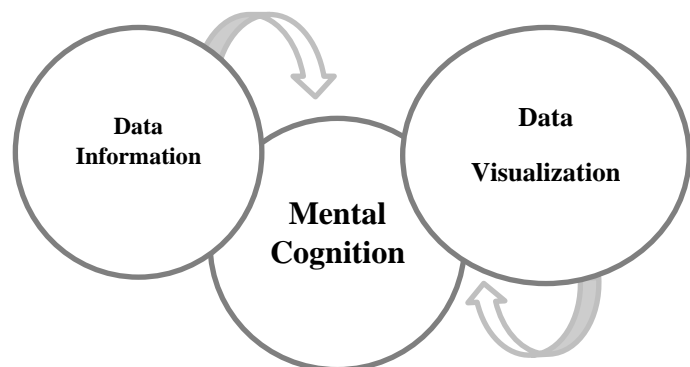 Data
Information
Mental
Cognition
Data
Visualization